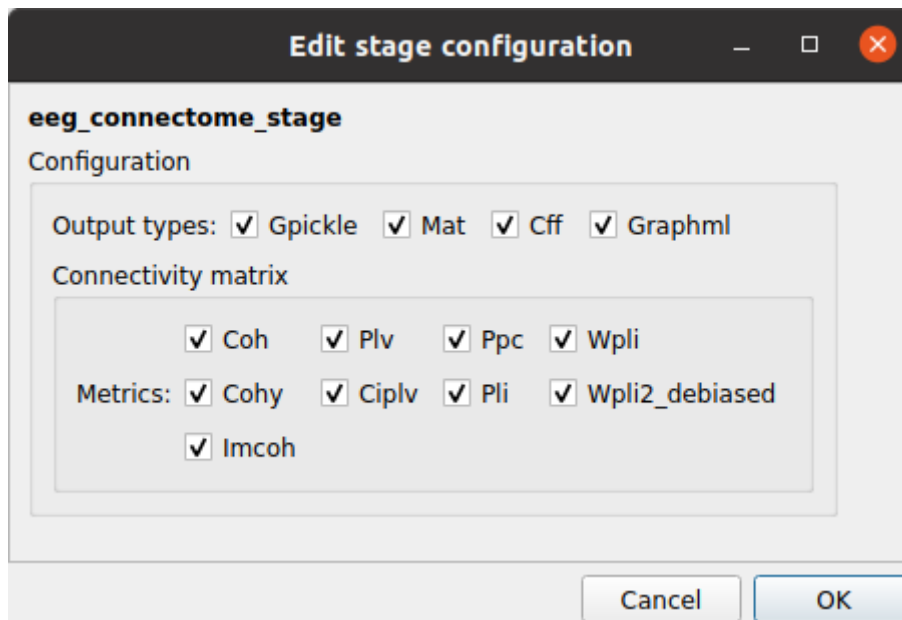 Edit stage configuration
eeg_connectome_stage
Configuration
Output types: Gpickle Mat Cff Graphml
Connectivity matrix
Coh Plv Ppc Wpli
Metrics: Cohy Ciplv Pli Wpli2_debiased
Imcoh
Cancel OK